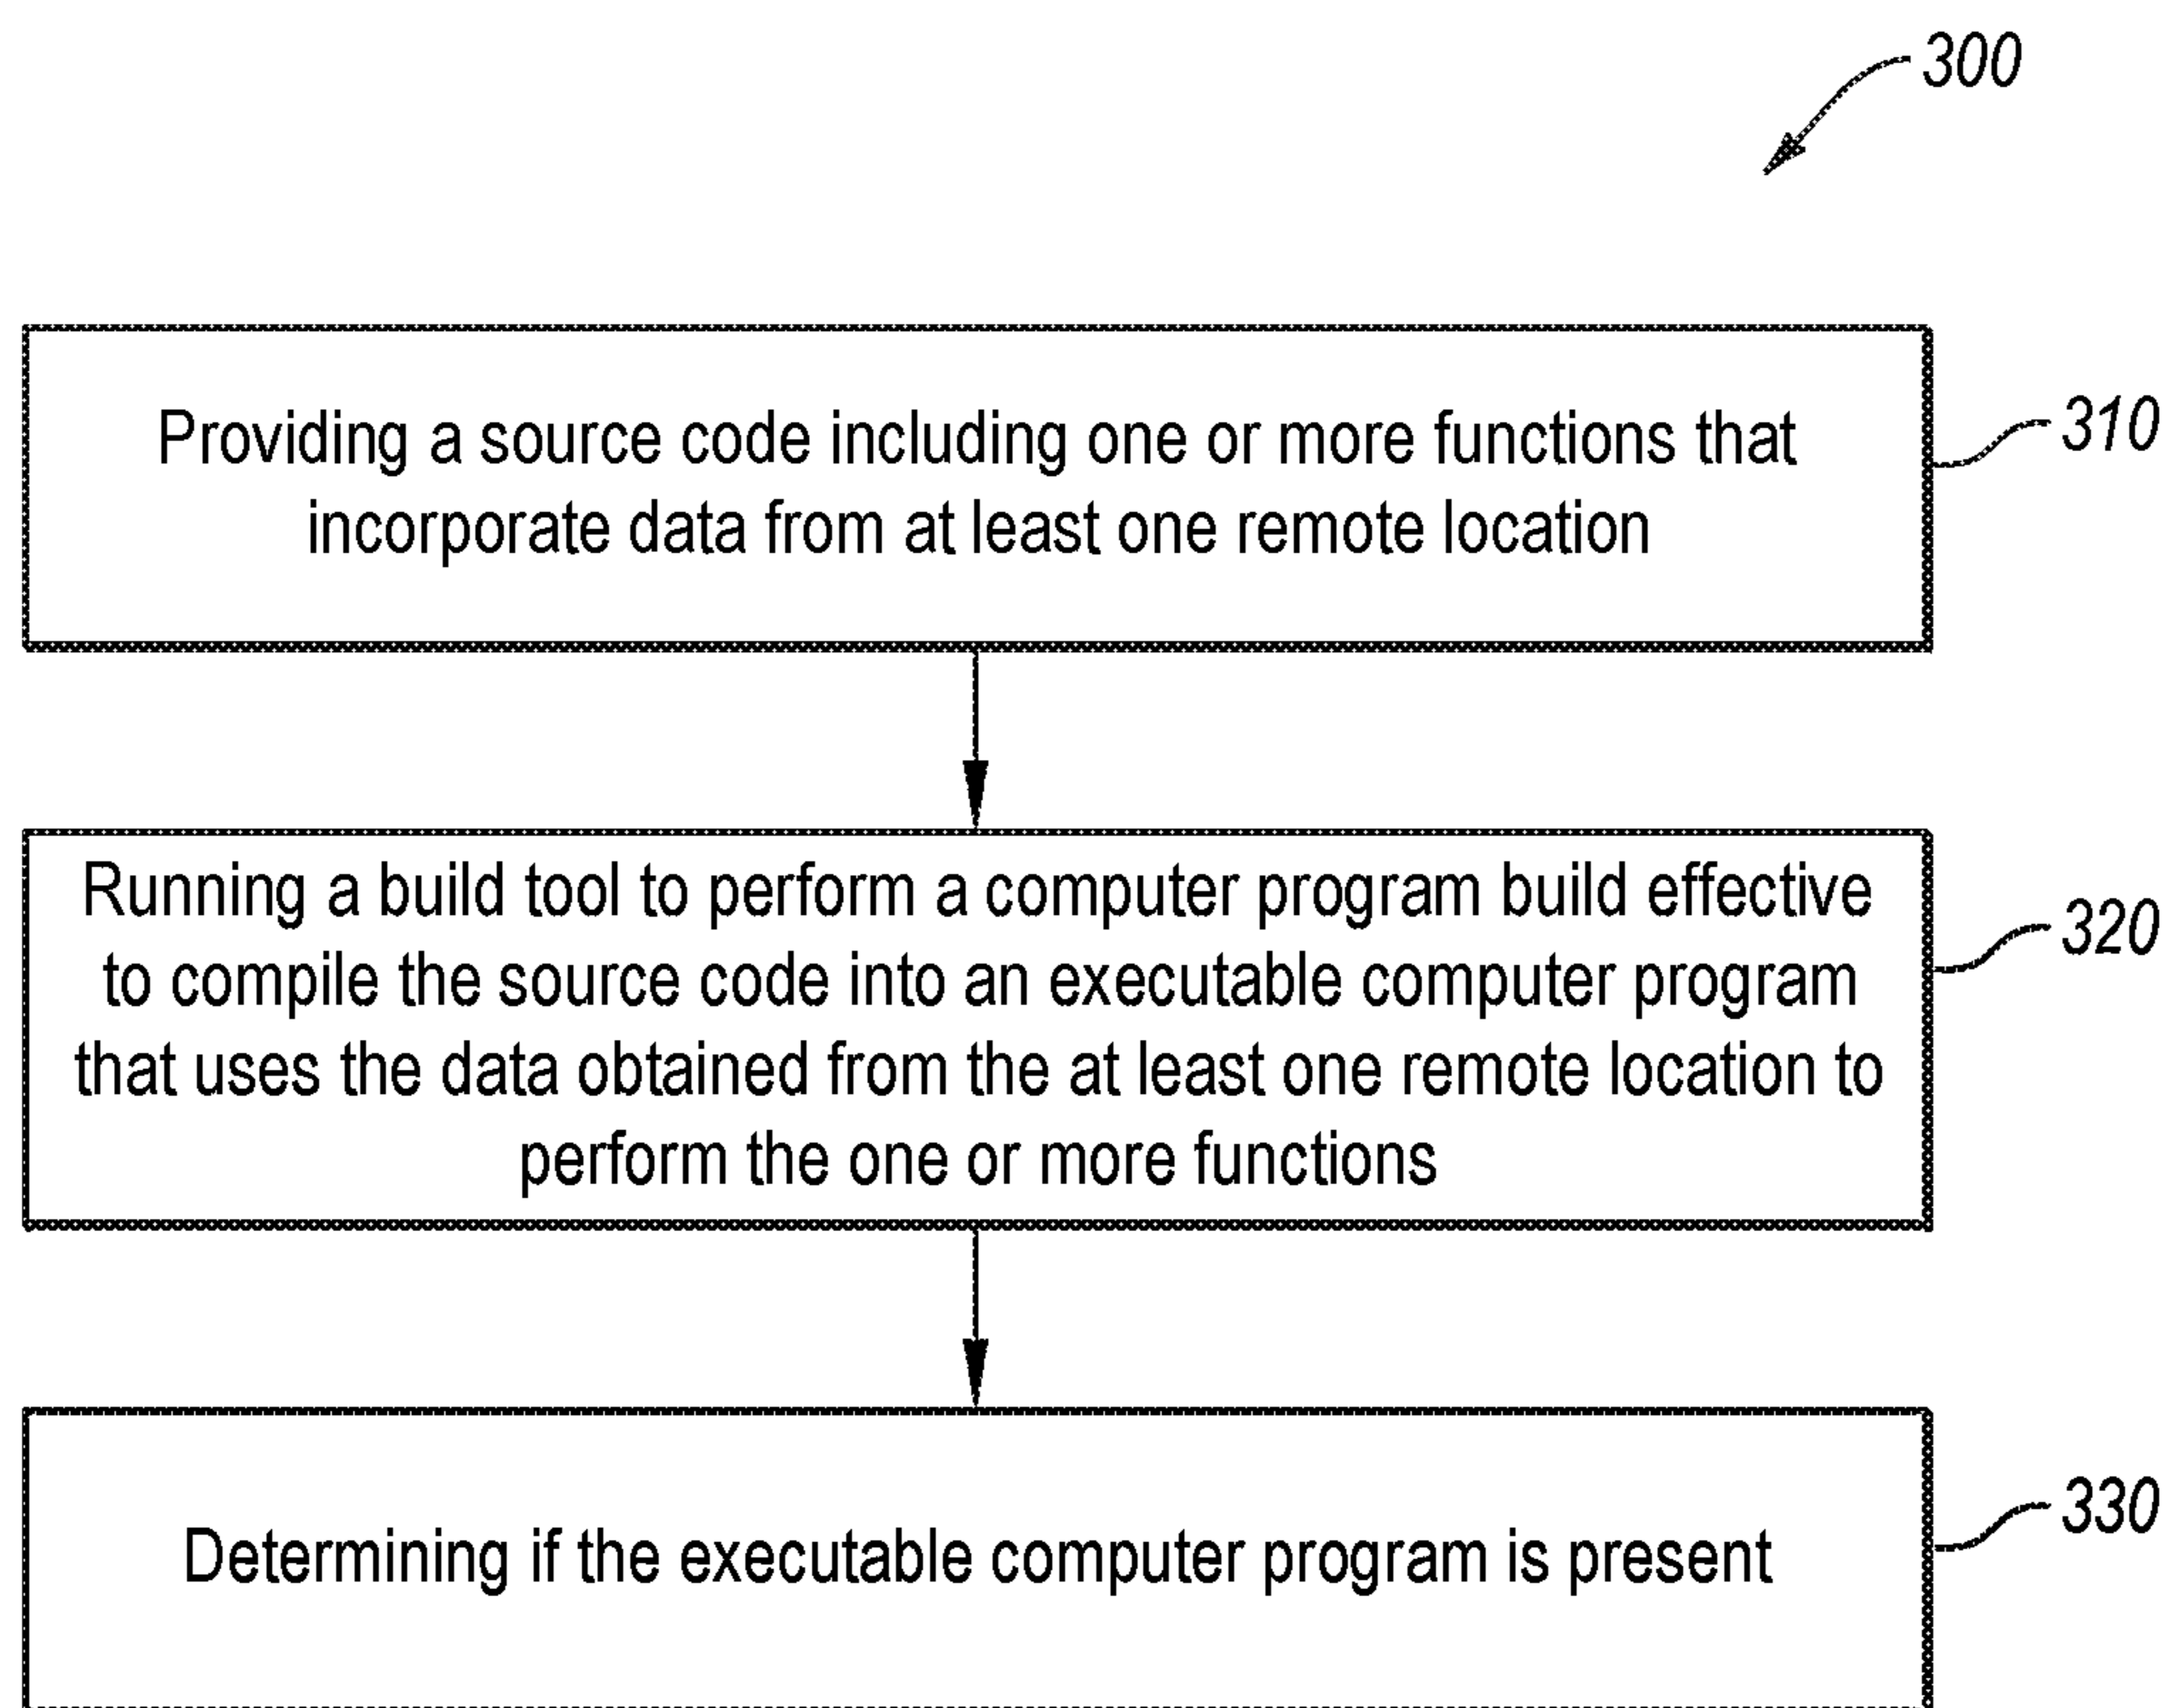 300
Providing a source code including one or more functions that
incorporate data from at least one remote location
310
Running a build tool to perform a computer program build effective
to compile the source code into an executable computer program
that uses the data obtained from the at least one remote location to
perform the one or more functions
320
Determining if the executable computer program is present
330